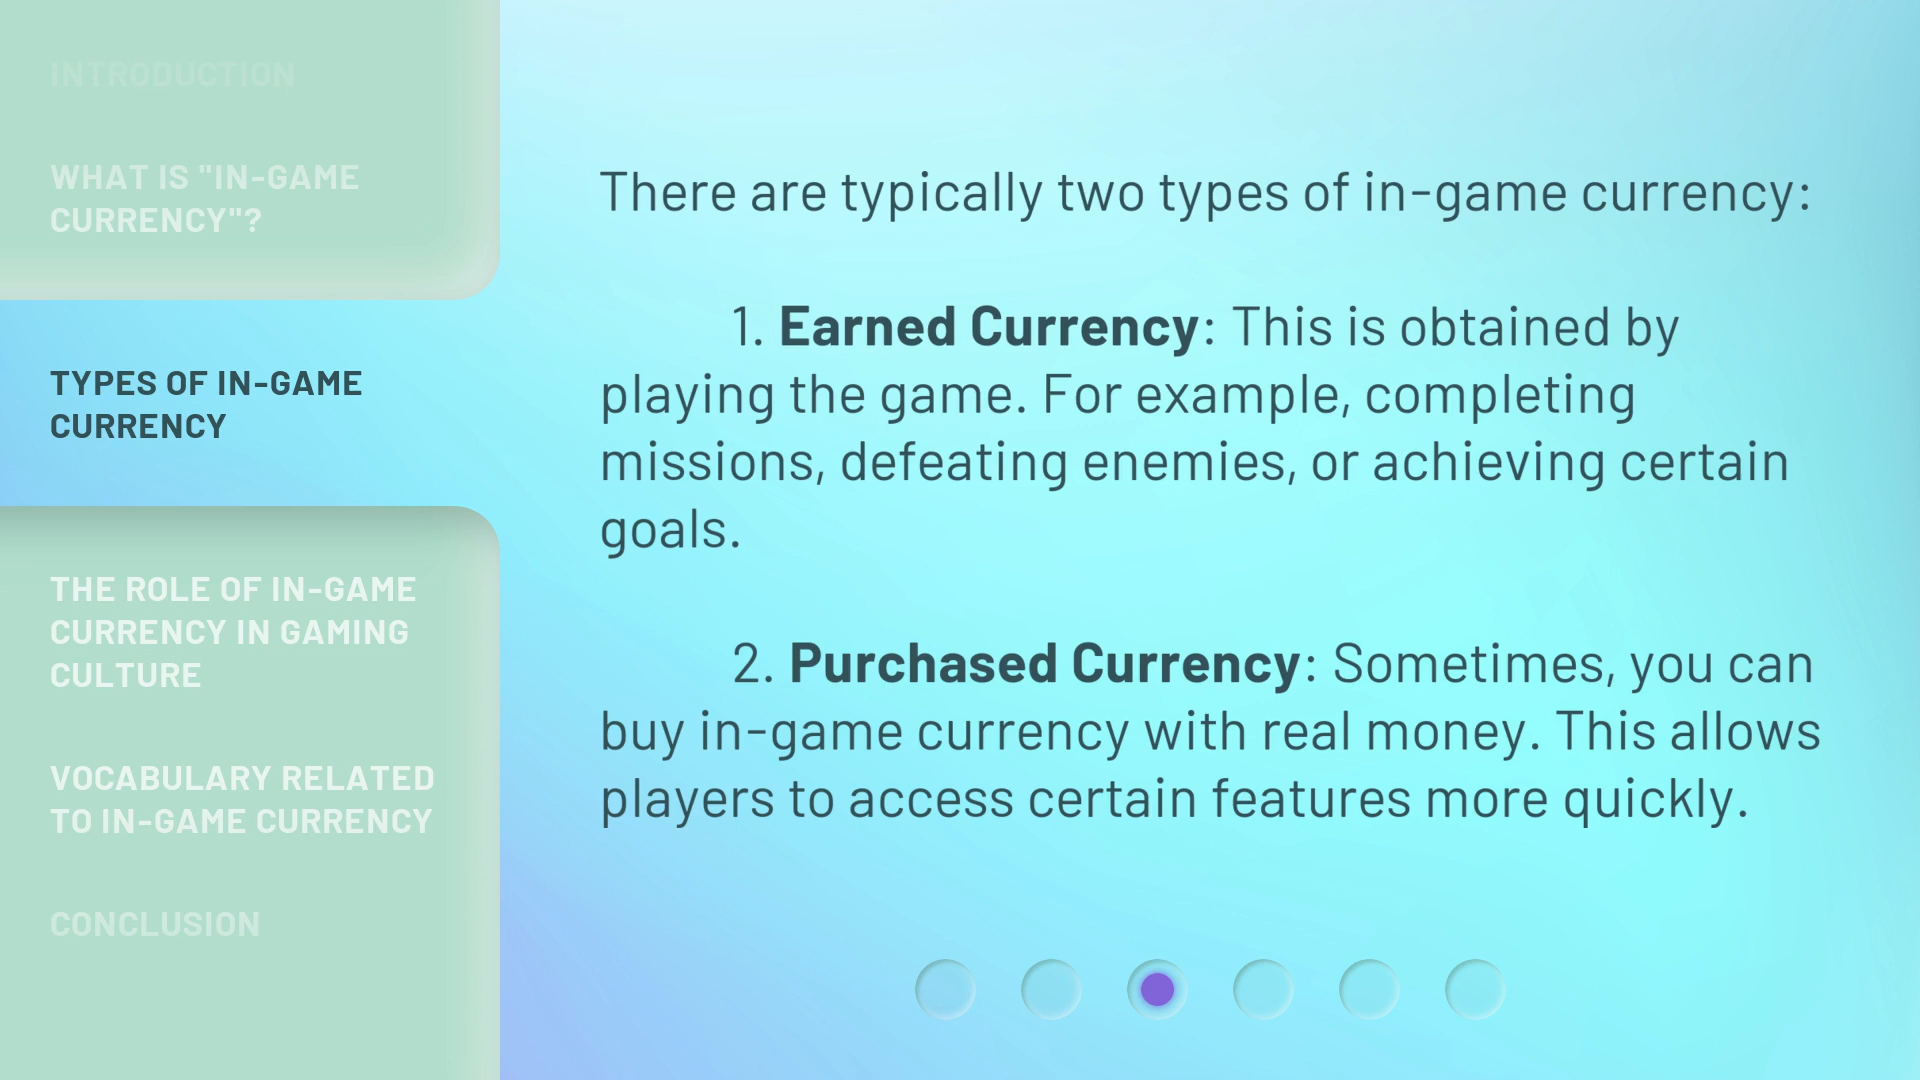 INTRODUCTION
WHAT IS "IN-GAME
CURRENCY"?
TYPES OF IN-GAME
CURRENCY
THE ROLE OF IN-GAME
CURRENCY IN GAMING
CULTURE
VOCABULARY RELATED
TO IN-GAME CURRENCY
CONCLUSION
There are typically two types of in-game currency:
1. Earned Currency: This is obtained by
playing the game. For example, completing
missions, defeating enemies, or achieving certain
goals.
2. Purchased Currency: Sometimes, you can
buy in-game currency with real money. This allows
players to access certain features more quickly.